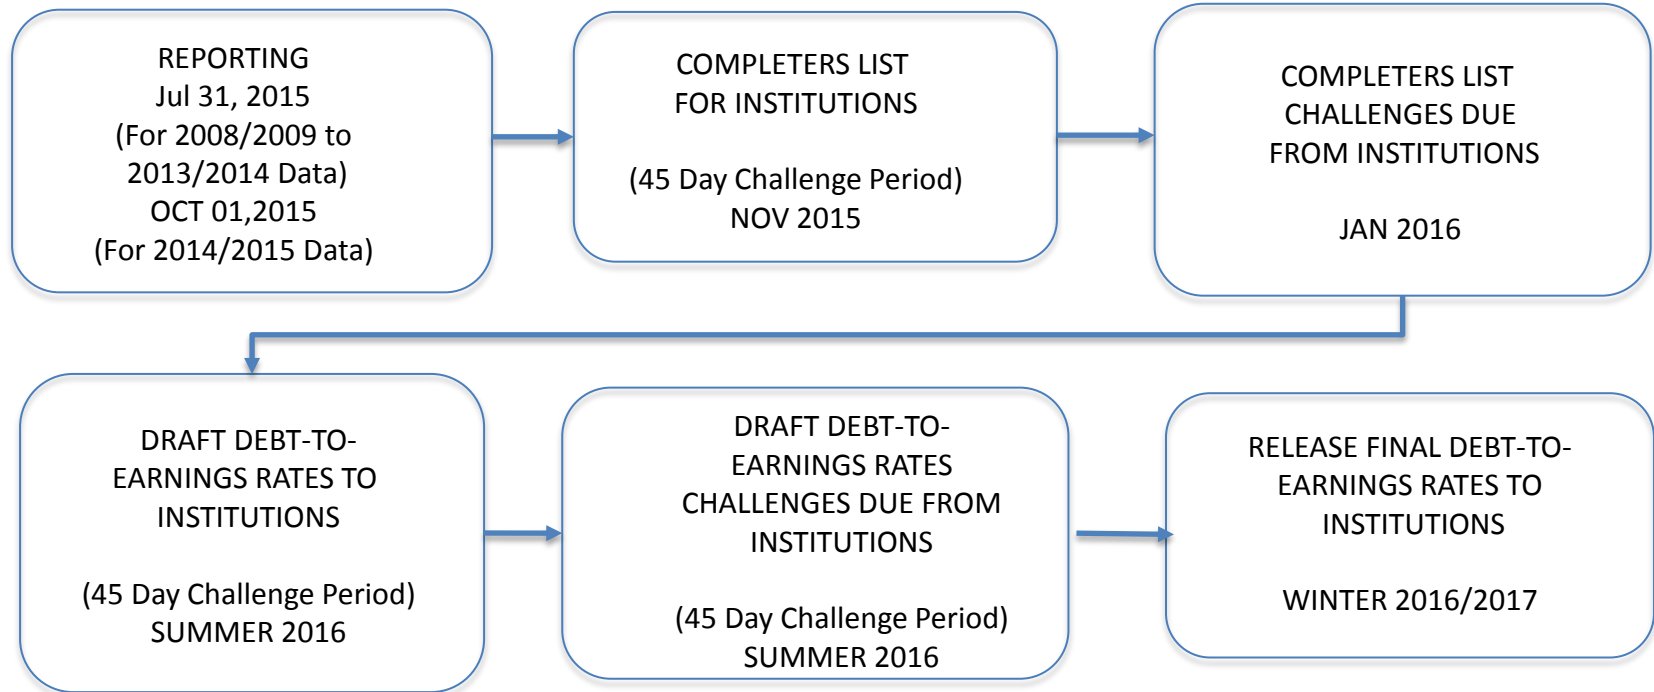 REPORTING
Jul 31, 2015
(For 2008/2009 to
2013/2014 Data)
OCT 01,2015
(For 2014/2015 Data)
COMPLETERS LIST
FOR INSTITUTIONS
(45 Day Challenge Period)
NOV 2015
COMPLETERS LIST
CHALLENGES DUE
FROM INSTITUTIONS
JAN 2016
DRAFT DEBT-TO-
EARNINGS RATES TO
INSTITUTIONS
(45 Day Challenge Period)
SUMMER 2016
DRAFT DEBT-TO-
EARNINGS RATES
CHALLENGES DUE FROM
INSTITUTIONS
(45 Day Challenge Period)
SUMMER 2016
RELEASE FINAL DEBT-TO-
EARNINGS RATES TO
INSTITUTIONS
WINTER 2016/2017